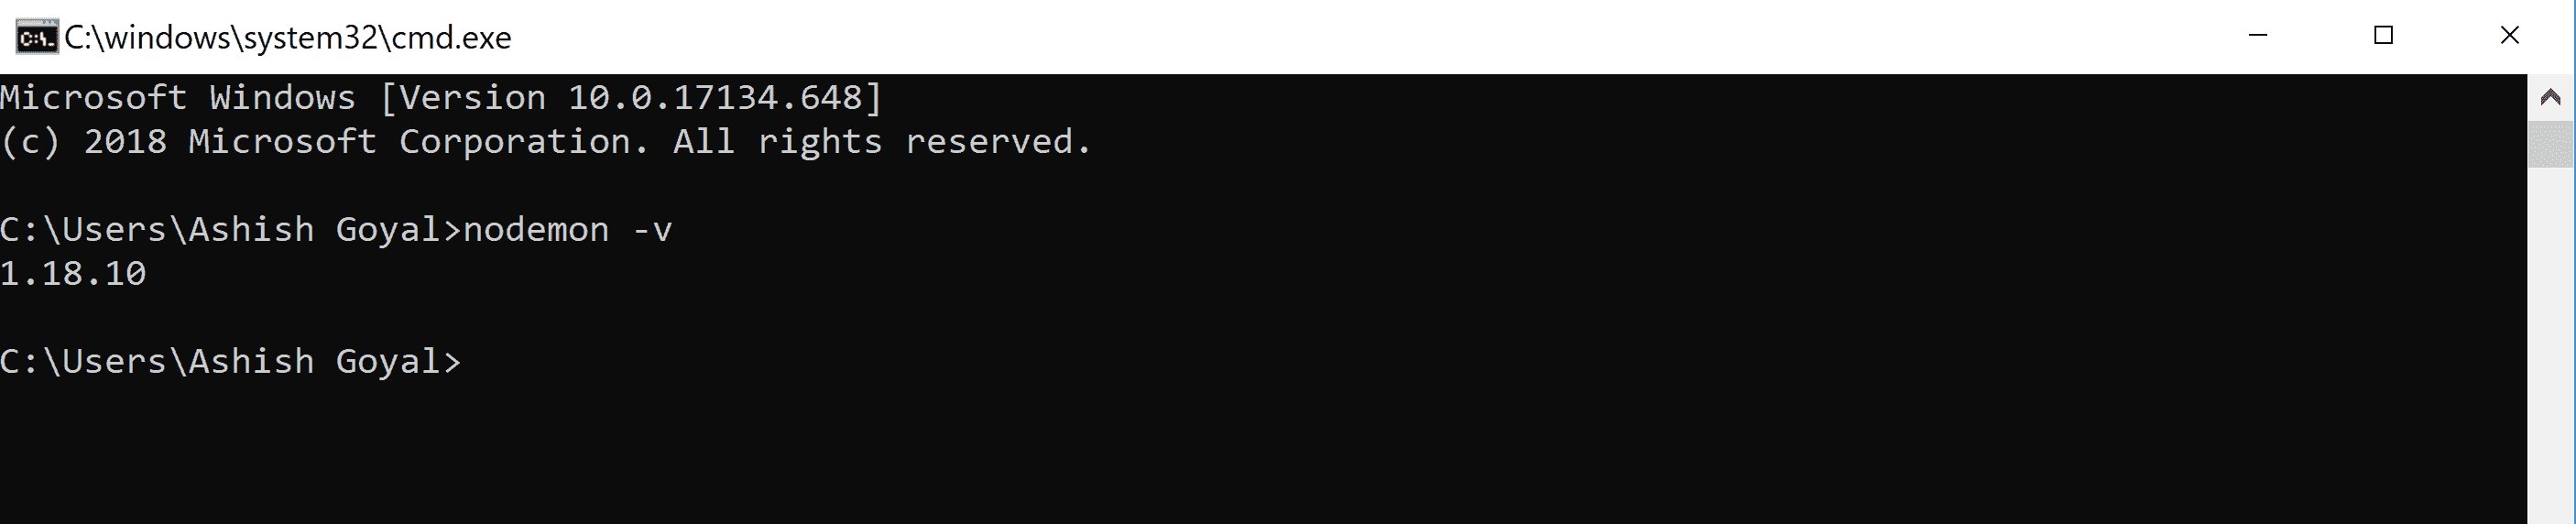 C:\windows\system32\cmd.exe
Microsoft Windows [Version 10.0.17134.648]
(c) 2018 Microsoft Corporation. All rights reserved.
C:\Users\Ashish Goyal>nodemon -v
1.18.10
C:\Users\Ashish Goyal>